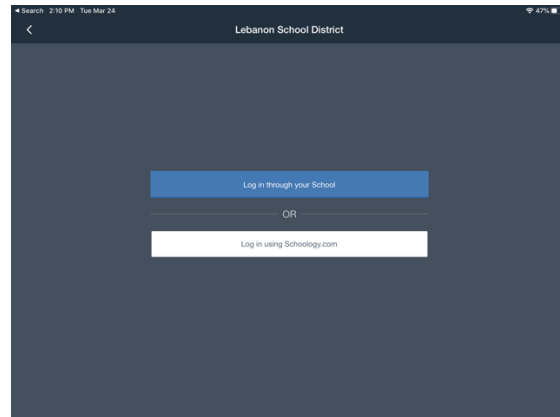 ◀ Search 2:10 PM Tue Mar 24 47%
Lebanon School District
Log in through your School
OR
Log in using Schoology.com